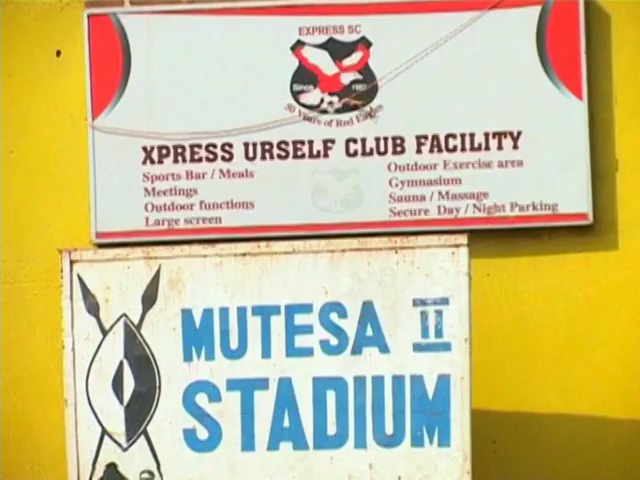 EXPRESS SC
Since
50 Years of Red Eagles
XPRESS URSELF CLUB FACILITY
Sports Bar / Meals
Meetings
Outdoor functions
Large screen
Outdoor Exercise area
Gymnasium
Sauna / Massage
Secure Day / Night Parking
MUTESA II
STADIUM